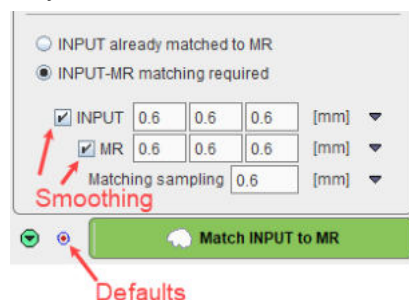 INPUT already matched to MR
INPUT-MR matching required
INPUT 0.6 0.6 0.6 [mm]
MR 0.6 0.6 0.6 [mm]
Matching sampling 0.6 [mm]
Smoothing
Match INPUT to MR
Defaults